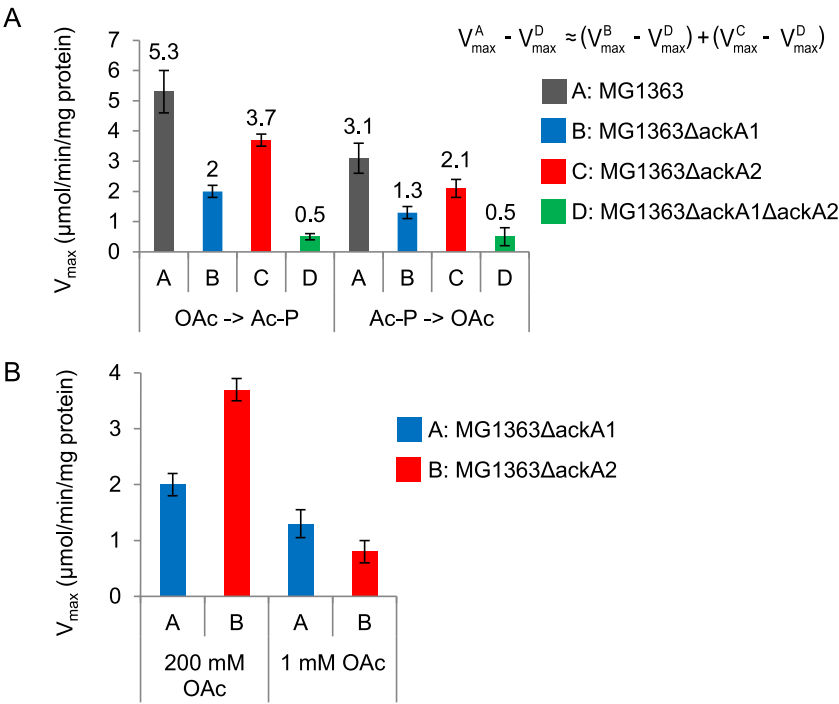 A
V_max (μmol/min/mg protein)
7
6
5
4
3
2
1
0
5.3
2
3.7
0.5
3.1
1.3
2.1
0.5
A B C D A B C D
OAc -> Ac-P Ac-P -> OAc
V^A_max - V^D_max ≈ (V^B_max - V^D_max) + (V^C_max - V^D_max)
A: MG1363
B: MG1363ΔackA1
C: MG1363ΔackA2
D: MG1363ΔackA1ΔackA2
B
V_max (μmol/min/mg protein)
4
3
2
1
0
A B A B
200 mM 1 mM OAc
OAc
A: MG1363ΔackA1
B: MG1363ΔackA2